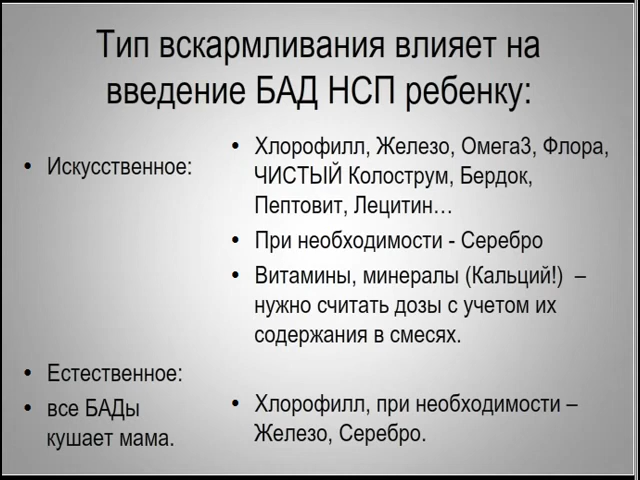 Тип вскармливания влияет на
введение БАД НСП ребенку:
• Искусственное:
• Хлорофилл, Железо, Омега3, Флора,
ЧИСТЫЙ Колострум, Бердок,
Пептовит, Лецитин…
• При необходимости - Серебро
• Витамины, минералы (Кальций!) –
нужно считать дозы с учетом их
содержания в смесях.
• Естественное:
• все БАДы
кушает мама.
• Хлорофилл, при необходимости –
Железо, Серебро.